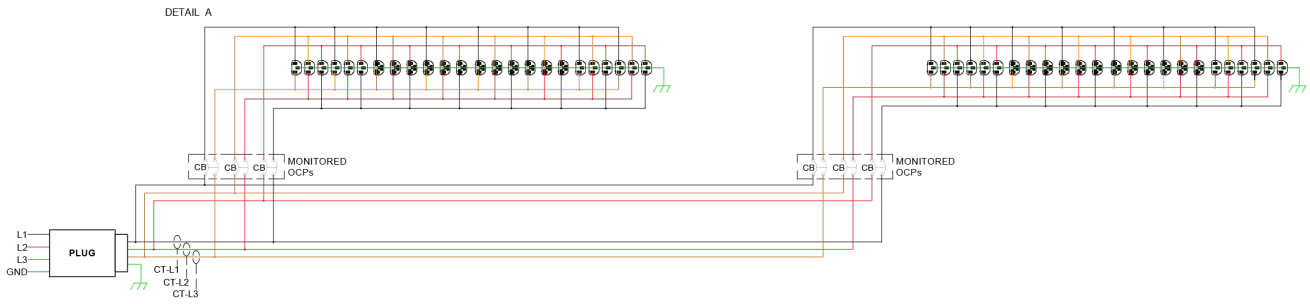 DETAIL A
CB CB CB MONITORED
OCPs
CB CB CB MONITORED
OCPs
L1
L2
L3
GND
PLUG
CT-L1
CT-L2
CT-L3